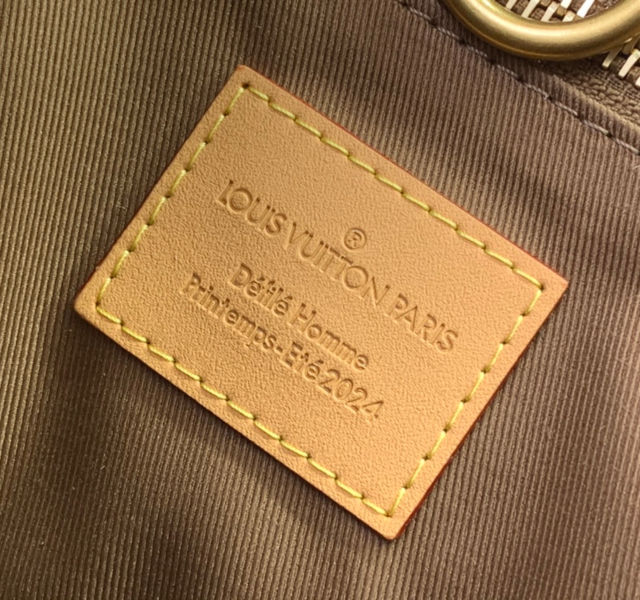 ®
LOUIS VUITTON PARIS
Défilé Homme
Printemps-Eté2024